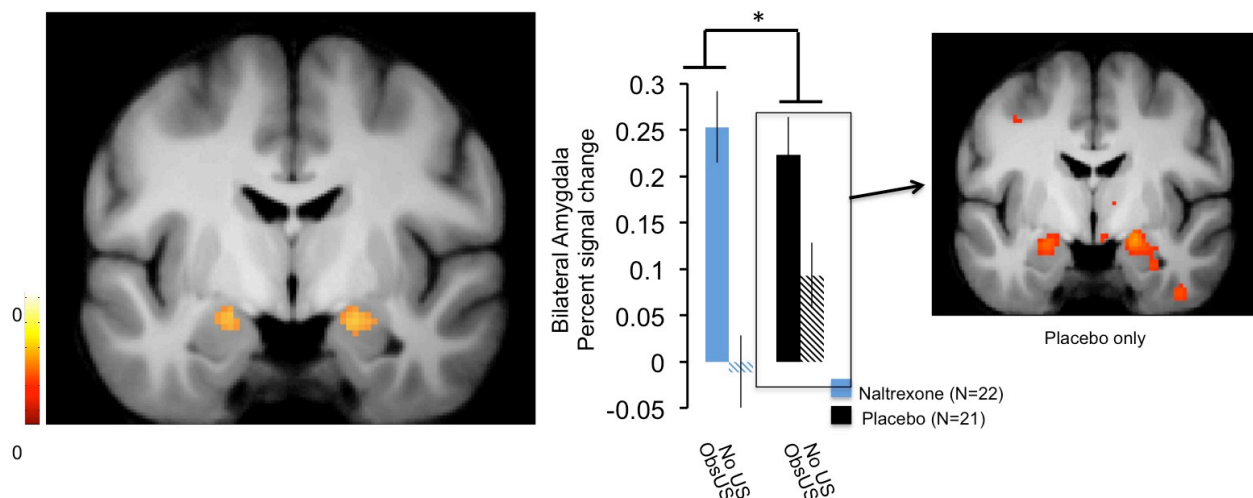 0
0
Bilateral Amygdala
Percent signal change
*
0.3
0.25
0.2
0.15
0.1
0.05
0
-0.05
No US
ObsUS
No US
ObsUS
Naltrexone (N=22)
Placebo (N=21)
Placebo only